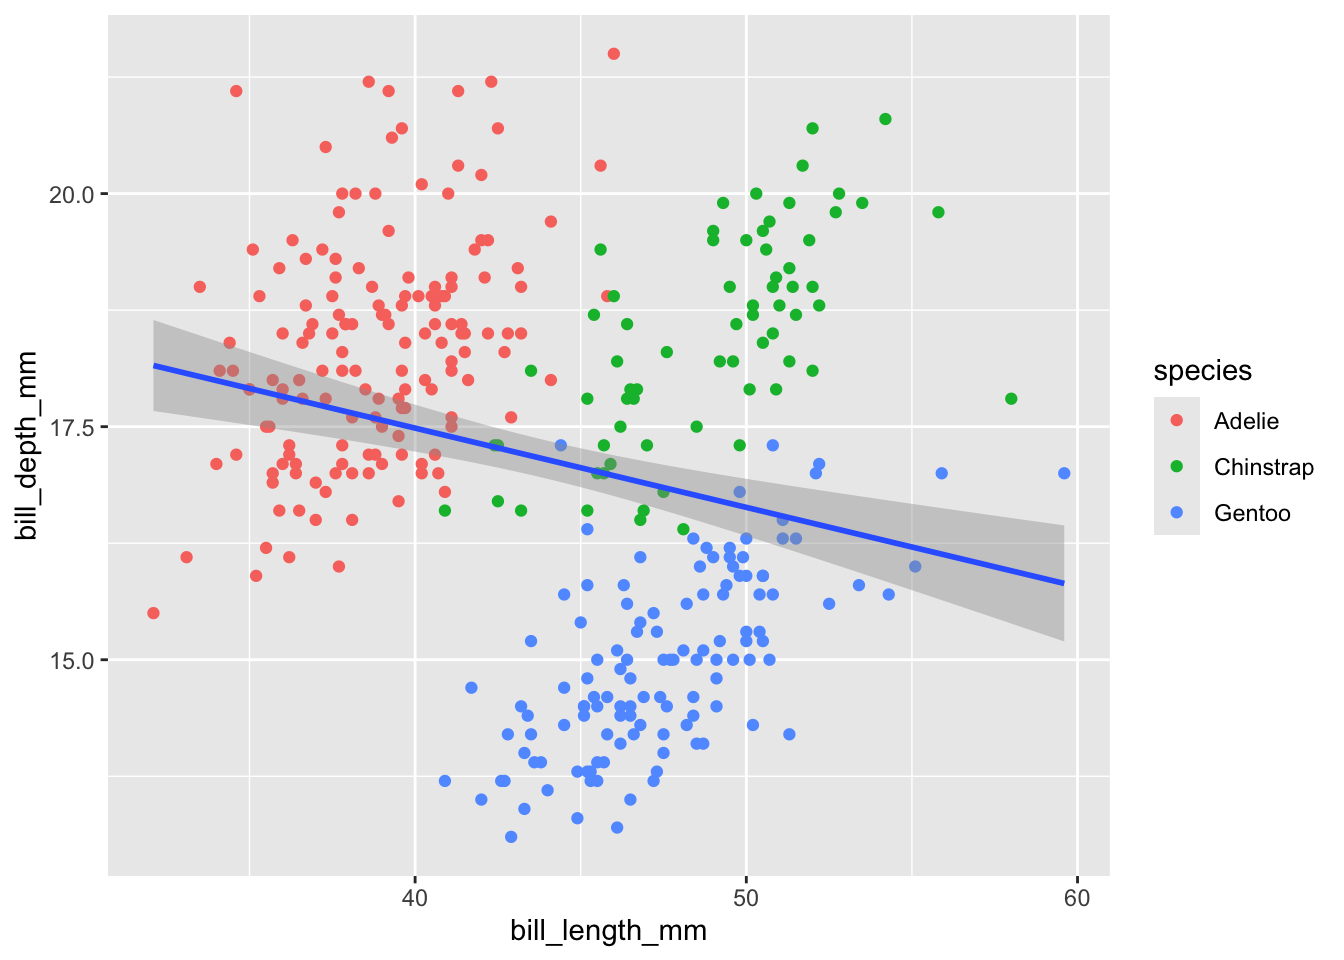 20.0
17.5
15.0
bill_depth_mm
40
50
60
bill_length_mm
species
Adelie
Chinstrap
Gentoo